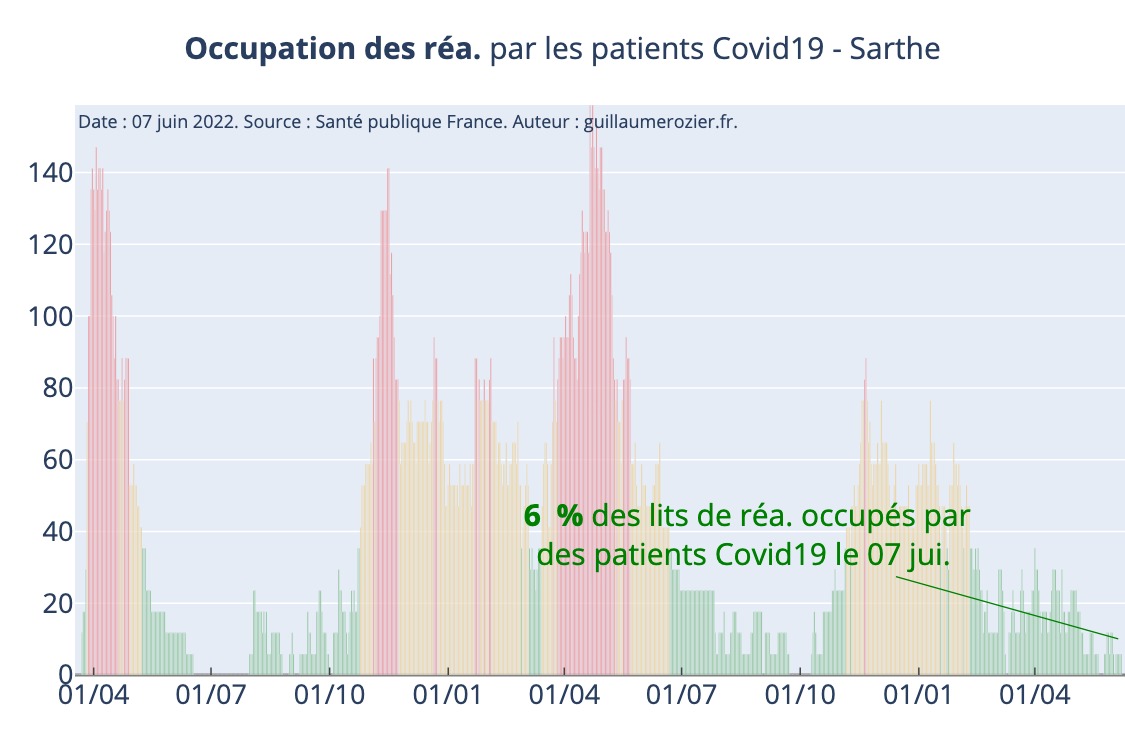 Occupation des réa. par les patients Covid19 - Sarthe
Date : 07 juin 2022. Source : Santé publique France. Auteur : guillaumerozier.fr.
140
120
100
80
60
40
20
0
6 % des lits de réa. occupés par
des patients Covid19 le 07 jui.
01/04 01/07 01/10 01/01 01/04 01/07 01/10 01/01 01/04